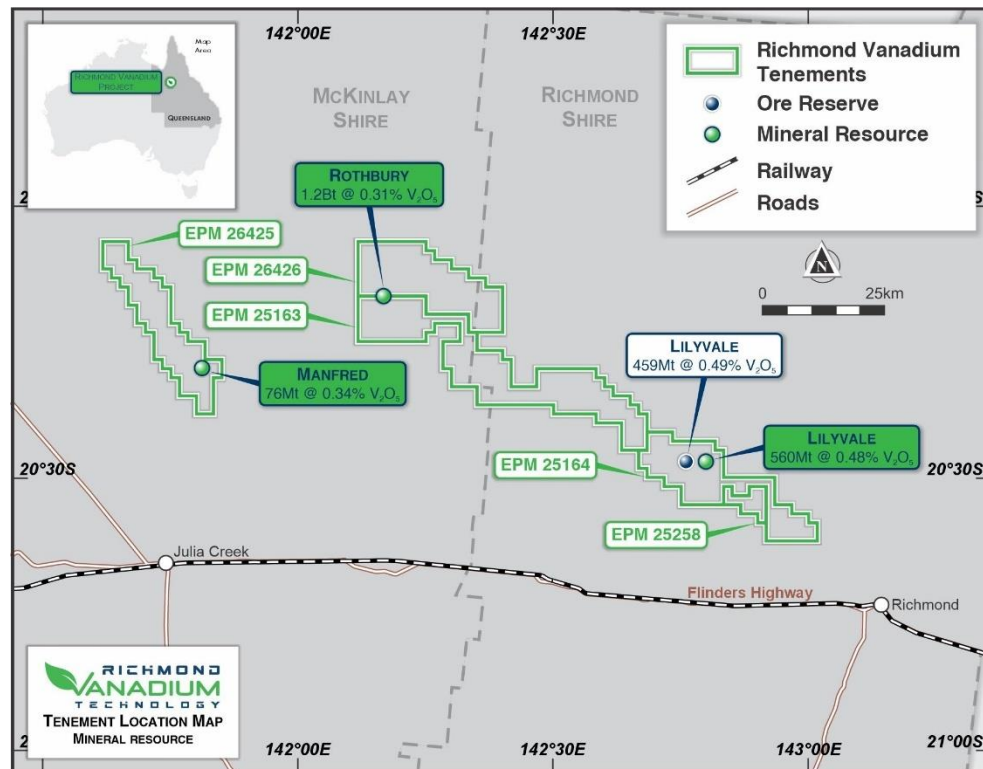 142°00E
142°30E
Map
Area
RICHMOND VANADIUM
PROJECT
QUEENSLAND
MCKINLAY
SHIRE
RICHMOND
SHIRE
Richmond Vanadium
Tenements
Ore Reserve
Mineral Resource
Railway
Roads
N
0 25km
ROTHBURY
1.2Bt @ 0.31% V₂O₅
EPM 26425
EPM 26426
EPM 25163
MANFRED
76Mt @ 0.34% V₂O₅
LILYVALE
459Mt @ 0.49% V₂O₅
LILYVALE
560Mt @ 0.48% V₂O₅
20°30S
20°30S
EPM 25164
EPM 25258
Julia Creek
Flinders Highway
Richmond
RICHMOND
VANADIUM
TECHNOLOGY
TENEMENT LOCATION MAP
MINERAL RESOURCE
142°00E
142°30E
143°00E
21°00S